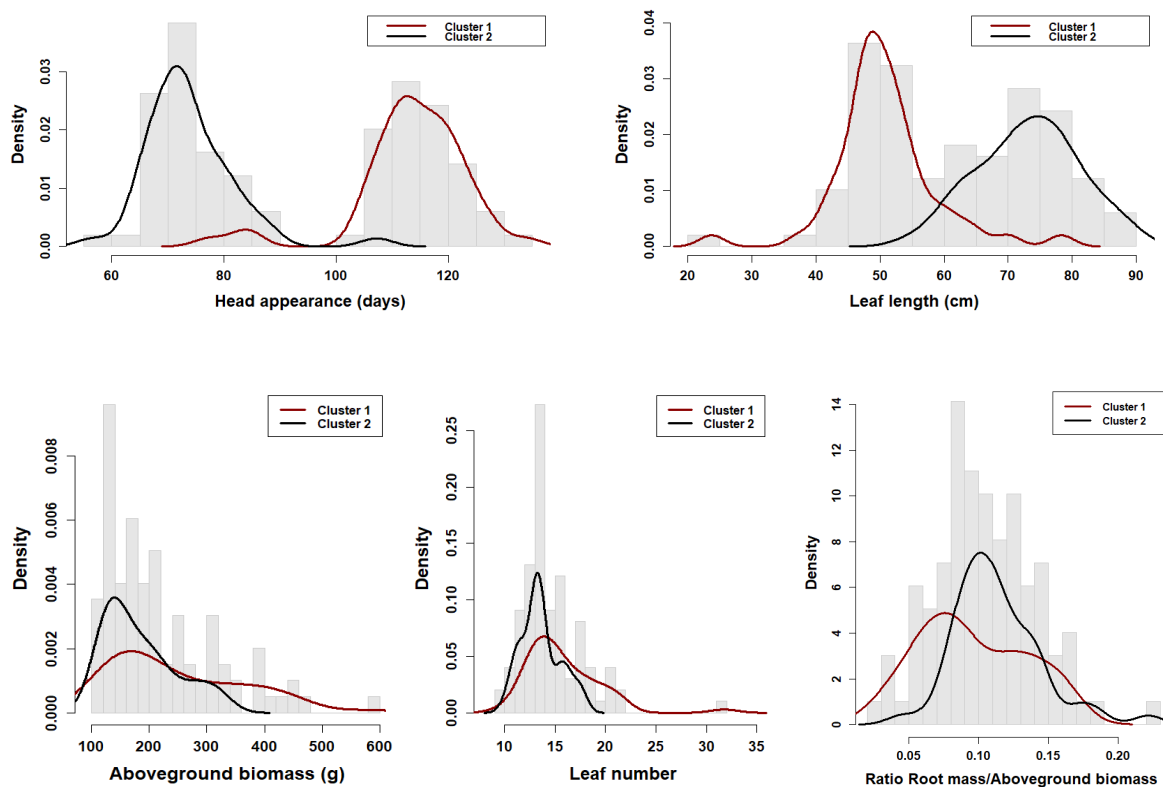 Cluster 1
Cluster 2
Density
0.00 0.01 0.02 0.03
60 80 100 120
Head appearance (days)
Cluster 1
Cluster 2
Density
0.00 0.01 0.02 0.03 0.04
20 30 40 50 60 70 80 90
Leaf length (cm)
Cluster 1
Cluster 2
Density
0.000 0.002 0.004 0.006 0.008
100 200 300 400 500 600
Aboveground biomass (g)
Cluster 1
Cluster 2
Density
0.00 0.05 0.10 0.15 0.20 0.25
10 15 20 25 30 35
Leaf number
Cluster 1
Cluster 2
Density
0 2 4 6 8 10 12 14
0.05 0.10 0.15 0.20
Ratio Root mass/Aboveground biomass